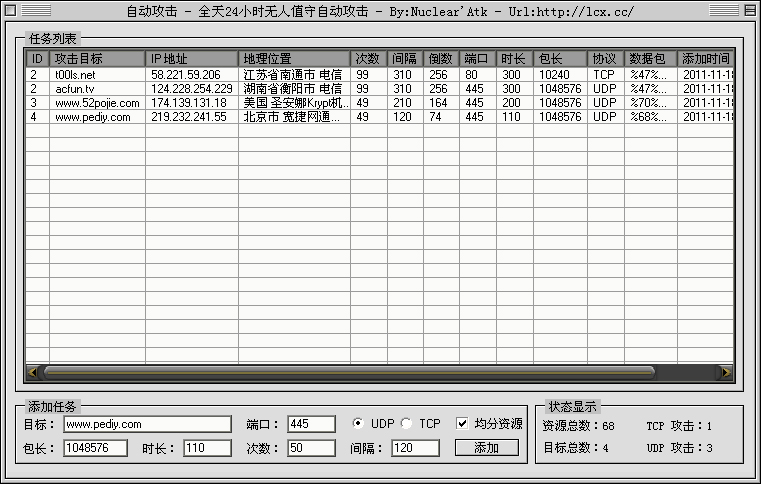 自动攻击 - 全天24小时无人值守自动攻击 - By:Nuclear'Atk - Url:http://lcx.cc/
任务列表
ID 攻击目标 IP地址 地理位置 次数 间隔 倒数 端口 时长 包长 协议 数据包 添加时间
2 t00ls.net 58.221.59.206 江苏省南通市 电信 99 310 256 80 300 10240 TCP %47%... 2011-11-18
2 acfun.tv 124.228.254.229 湖南省衡阳市 电信 99 310 256 445 300 1048576 UDP %47%... 2011-11-18
3 www.52pojie.com 174.139.131.18 美国 圣安娜Krypt机... 49 210 164 445 200 1048576 UDP %70%... 2011-11-18
4 www.pediy.com 219.232.241.55 北京市 宽捷网通... 49 120 74 445 110 1048576 UDP %68%... 2011-11-18
添加任务
目标： www.pediy.com 端口： 445 UDP TCP 均分资源
包长： 1048576 时长： 110 次数： 50 间隔： 120 添加
状态显示
资源总数：68 TCP 攻击：1
目标总数：4 UDP 攻击：3